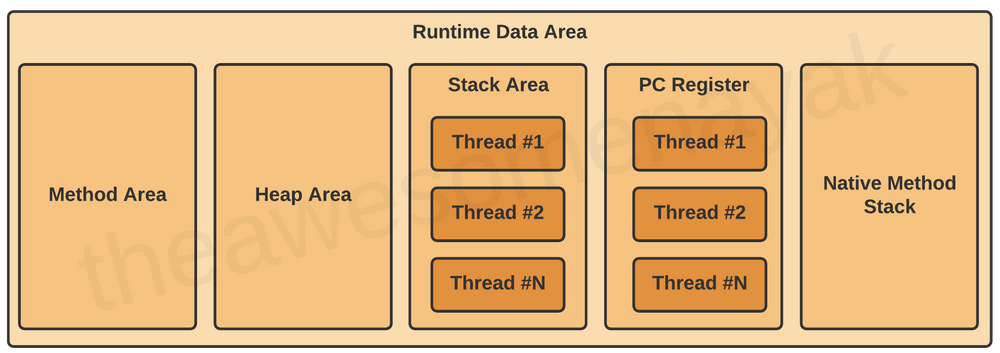 Runtime Data Area
Method Area
Heap Area
Stack Area
Thread #1
Thread #2
Thread #N
PC Register
Thread #1
Thread #2
Thread #N
Native Method
Stack
theawesomenayak